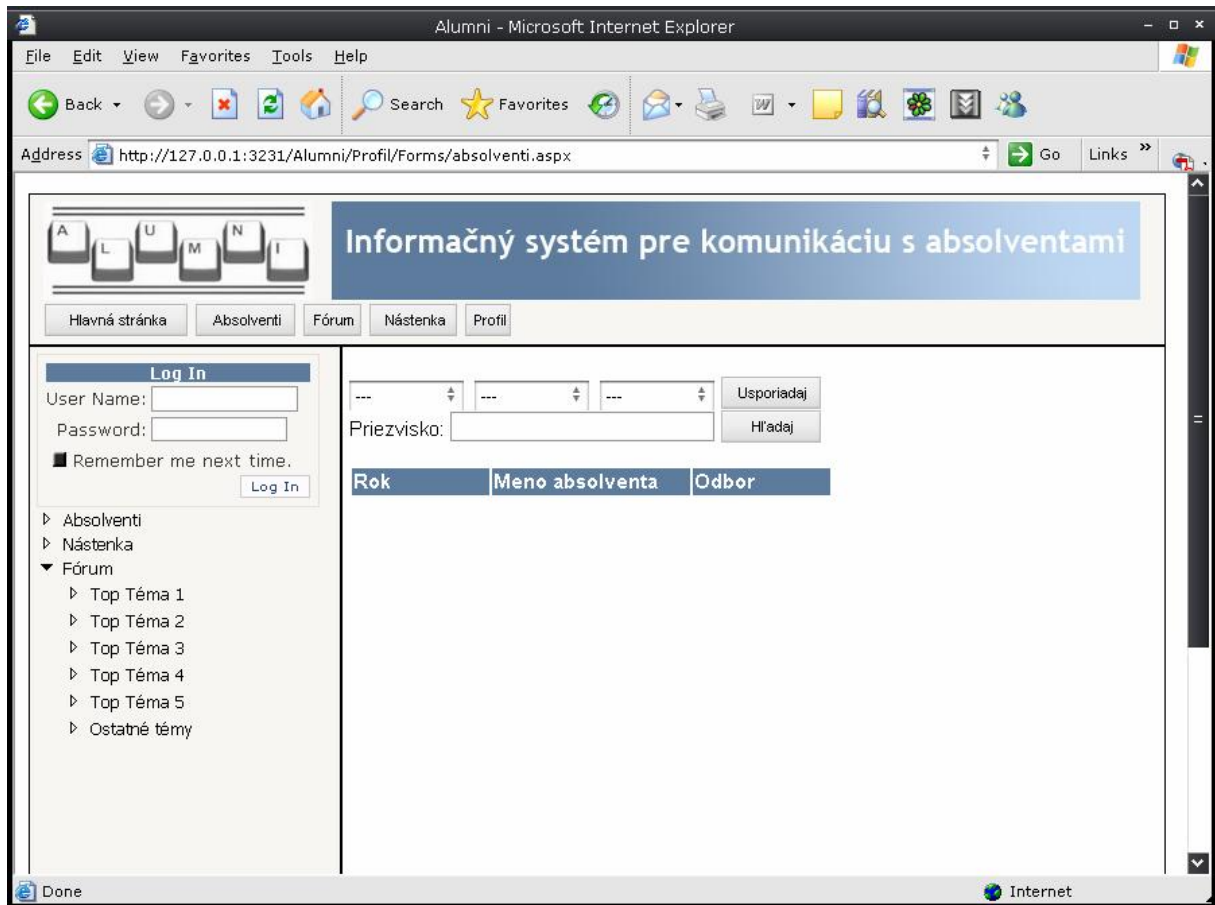 Alumni - Microsoft Internet Explorer
File Edit View Favorites Tools Help
Back Search Favorites
Address http://127.0.0.1:3231/Alumni/Profil/Forms/absolventi.aspx Go Links »
A L U M N I
Informačný systém pre komunikáciu s absolventami
Hlavná stránka Absolventi Fórum Nástenka Profil
Log In
User Name:
Password:
Remember me next time.
Log In
Absolventi
Nástenka
Fórum
Top Téma 1
Top Téma 2
Top Téma 3
Top Téma 4
Top Téma 5
Ostatné témy
--- --- --- Usporiadaj
Priezvisko: Hľadaj
Rok Meno absolventa Odbor
Done Internet